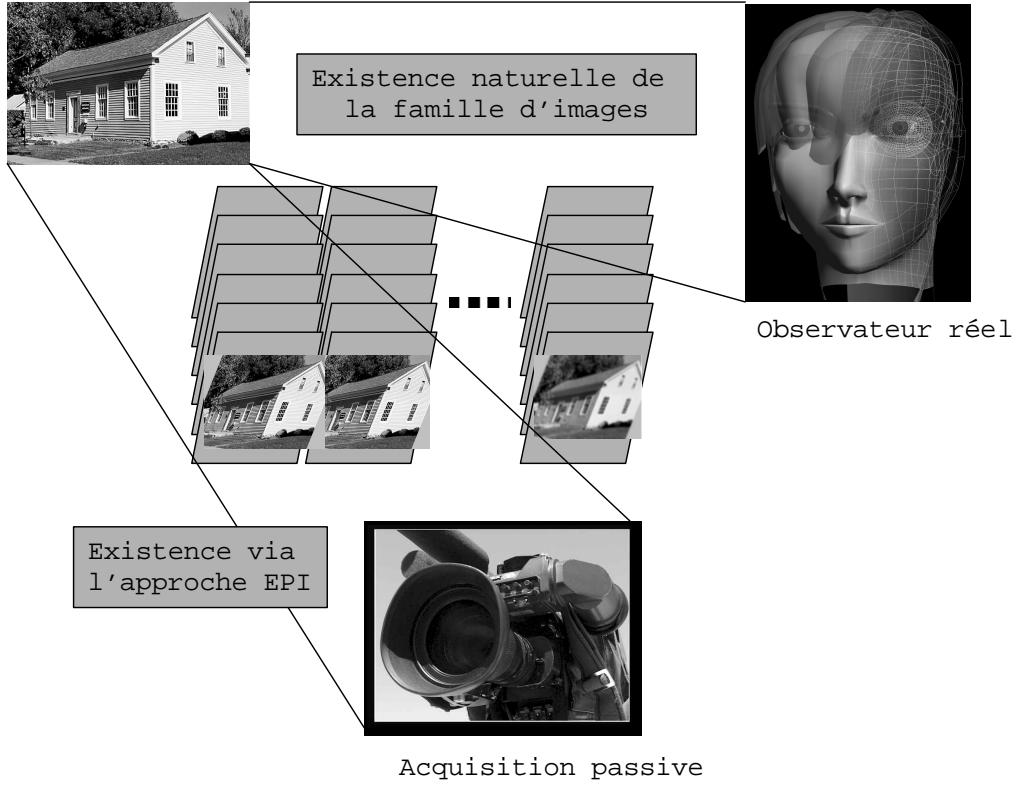 Existence naturelle de
la famille d'images
Observateur réel
Existence via
l'approche EPI
Acquisition passive